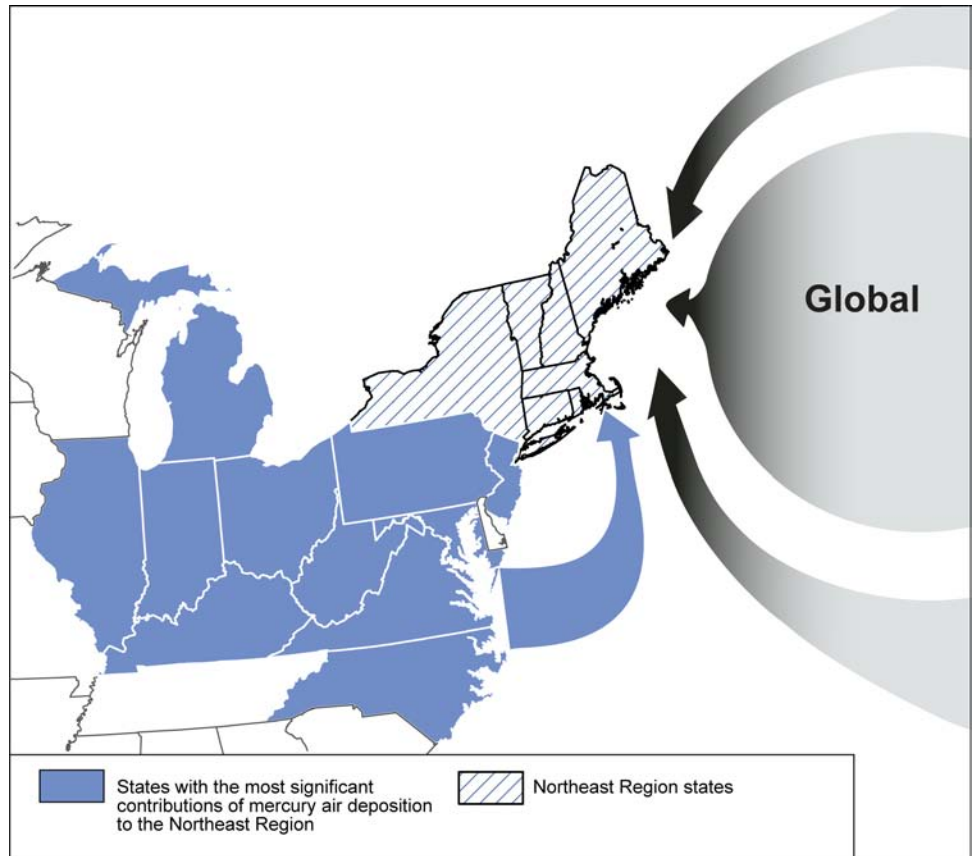 Global
States with the most significant
contributions of mercury air deposition
to the Northeast Region
Northeast Region states